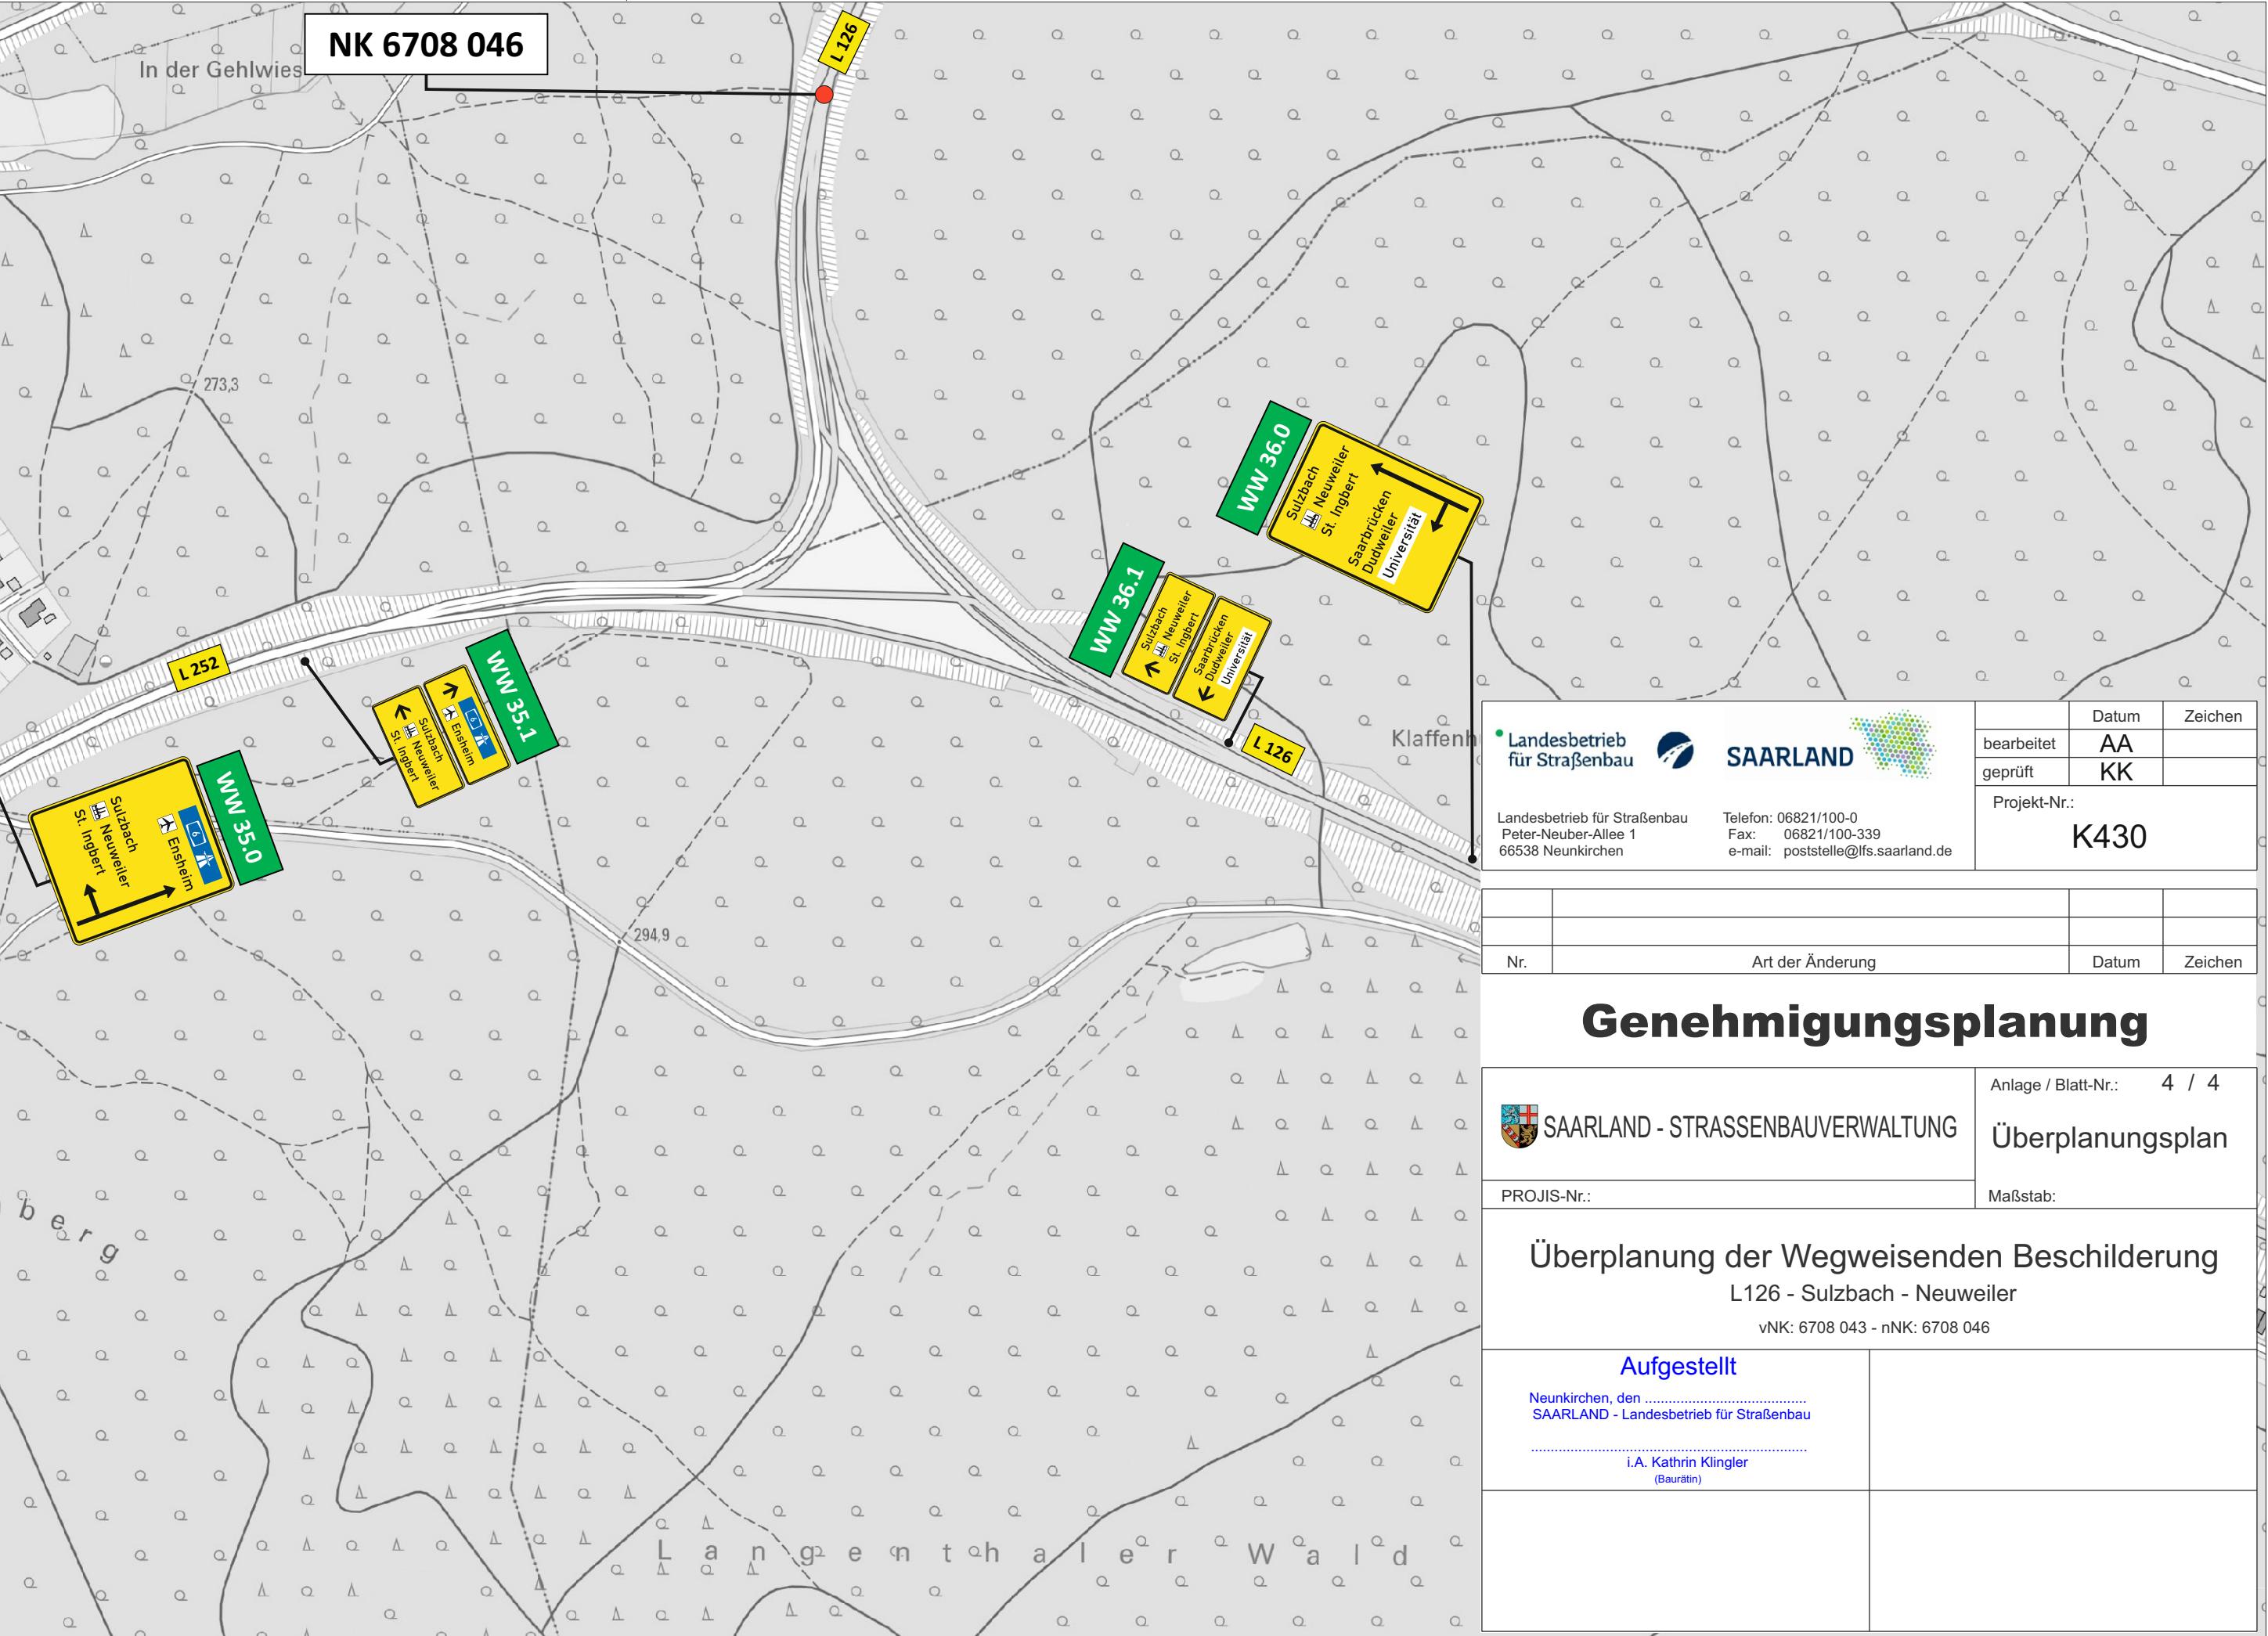 NK 6708 046
L 126
In der Gehlwies
273,3
WW 36.0
Sulzbach
Neuweiler
St. Ingbert
Saarbrücken
Dudweiler
Universität
WW 36.1
Sulzbach
Neuweiler
St. Ingbert
Saarbrücken
Dudweiler
Universität
L 252
WW 35.1
6
Ensheim
Sulzbach
Neuweiler
St. Ingbert
L 126
Klaffenh
WW 35.0
6
Ensheim
Sulzbach
Neuweiler
St. Ingbert
294,9
berg
Langenthaler Wald
Landesbetrieb
für Straßenbau
SAARLAND
Datum Zeichen
bearbeitet AA
geprüft KK
Projekt-Nr.:
K430
Landesbetrieb für Straßenbau
Peter-Neuber-Allee 1
66538 Neunkirchen
Telefon: 06821/100-0
Fax: 06821/100-339
e-mail: poststelle@lfs.saarland.de
Nr. Art der Änderung Datum Zeichen
Genehmigungsplanung
SAARLAND - STRASSENBAUVERWALTUNG
Anlage / Blatt-Nr.: 4 / 4
Überplanungsplan
PROJIS-Nr.:
Maßstab:
Überplanung der Wegweisenden Beschilderung
L126 - Sulzbach - Neuweiler
vNK: 6708 043 - nNK: 6708 046
Aufgestellt
Neunkirchen, den .........................................
SAARLAND - Landesbetrieb für Straßenbau
......................................................................
i.A. Kathrin Klingler
(Baurätin)